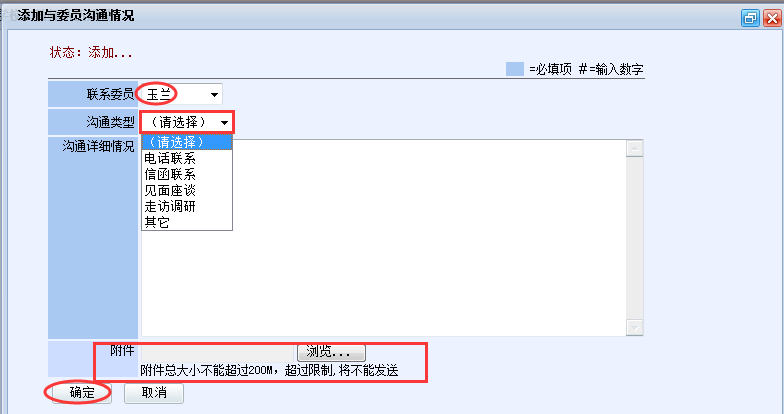 添加与委员沟通情况
状态：添加...
=必填项 #=输入数字
联系委员 玉兰
沟通类型 （请选择）
沟通详细情况
（请选择）
电话联系
信函联系
见面座谈
走访调研
其它
附件 浏览...
附件总大小不能超过200M，超过限制,将不能发送
确定 取消